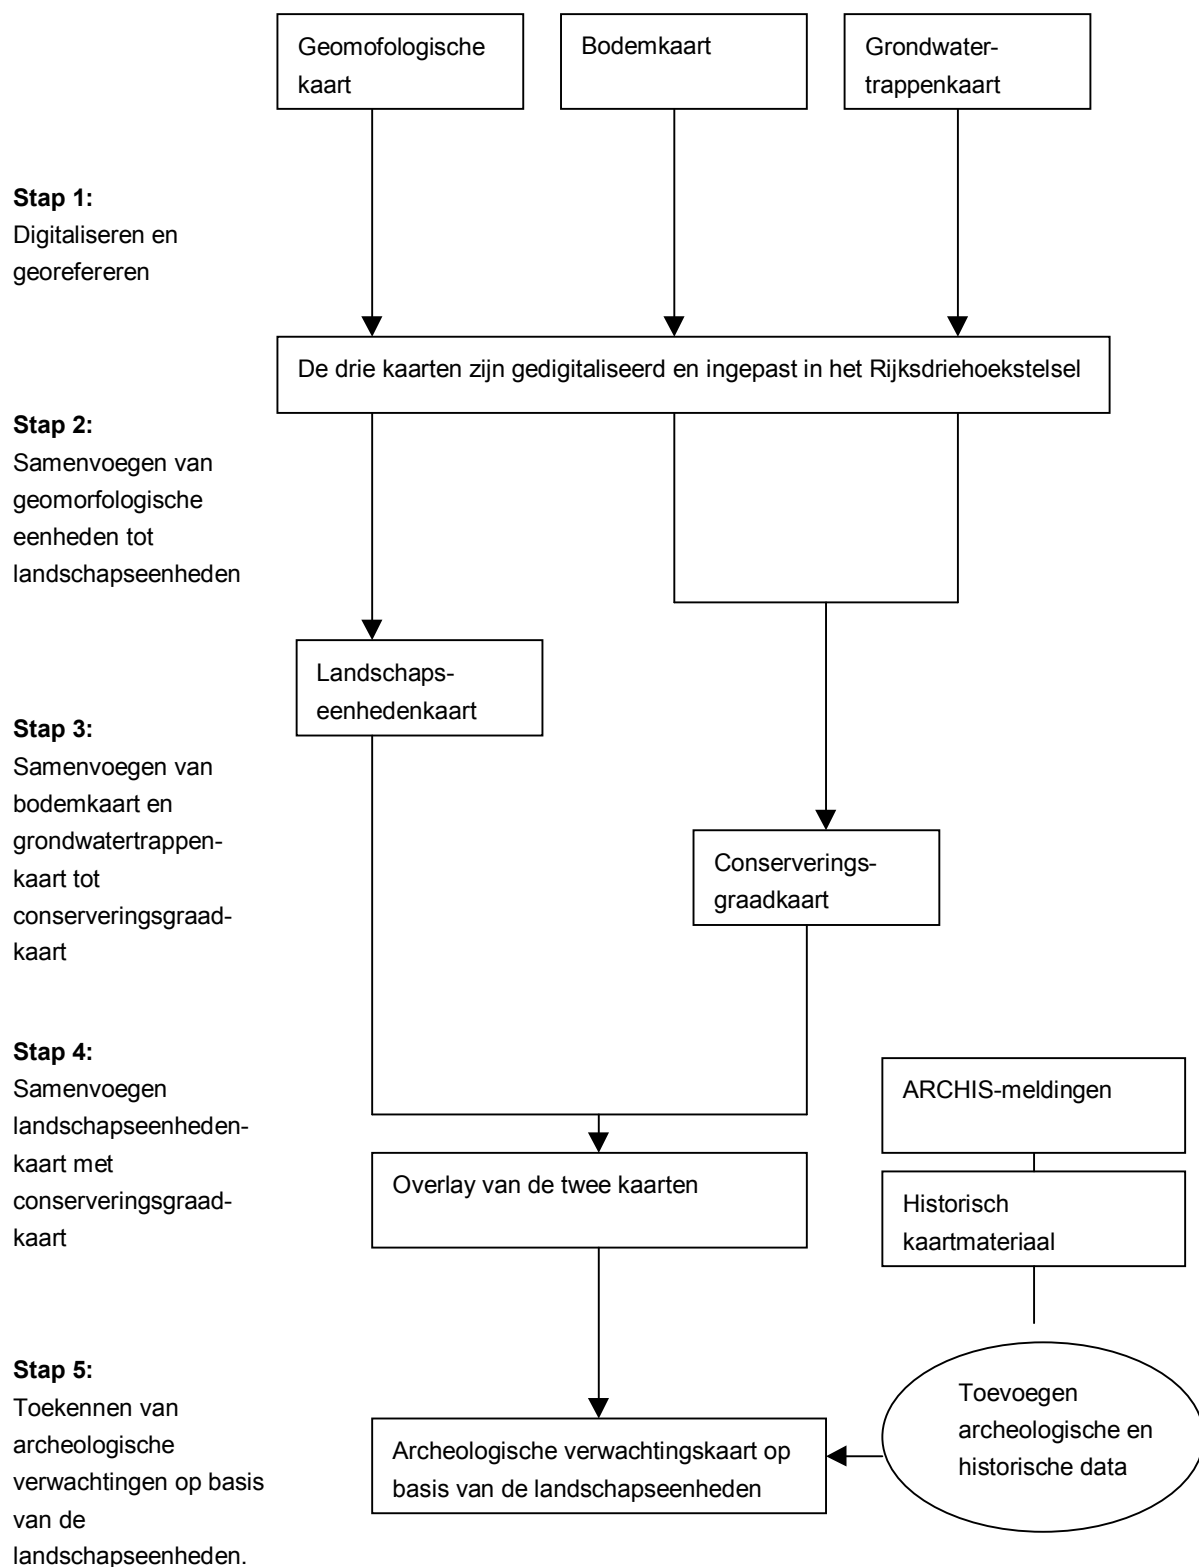 Geomofologische
kaart
Bodemkaart
Grondwater-
trappenkaart
Stap 1:
Digitaliseren en
georefereren
De drie kaarten zijn gedigitaliseerd en ingepast in het Rijksdriehoekstelsel
Stap 2:
Samenvoegen van
geomorfologische
eenheden tot
landschapseenheden
Landschaps-
eenhedenkaart
Stap 3:
Samenvoegen van
bodemkaart en
grondwatertrappen-
kaart tot
conserveringsgraad-
kaart
Conserverings-
graadkaart
Stap 4:
Samenvoegen
landschapseenheden-
kaart met
conserveringsgraad-
kaart
ARCHIS-meldingen
Overlay van de twee kaarten
Historisch
kaartmateriaal
Stap 5:
Toekennen van
archeologische
verwachtingen op basis
van de
landschapseenheden.
Archeologische verwachtingskaart op
basis van de landschapseenheden
Toevoegen
archeologische en
historische data